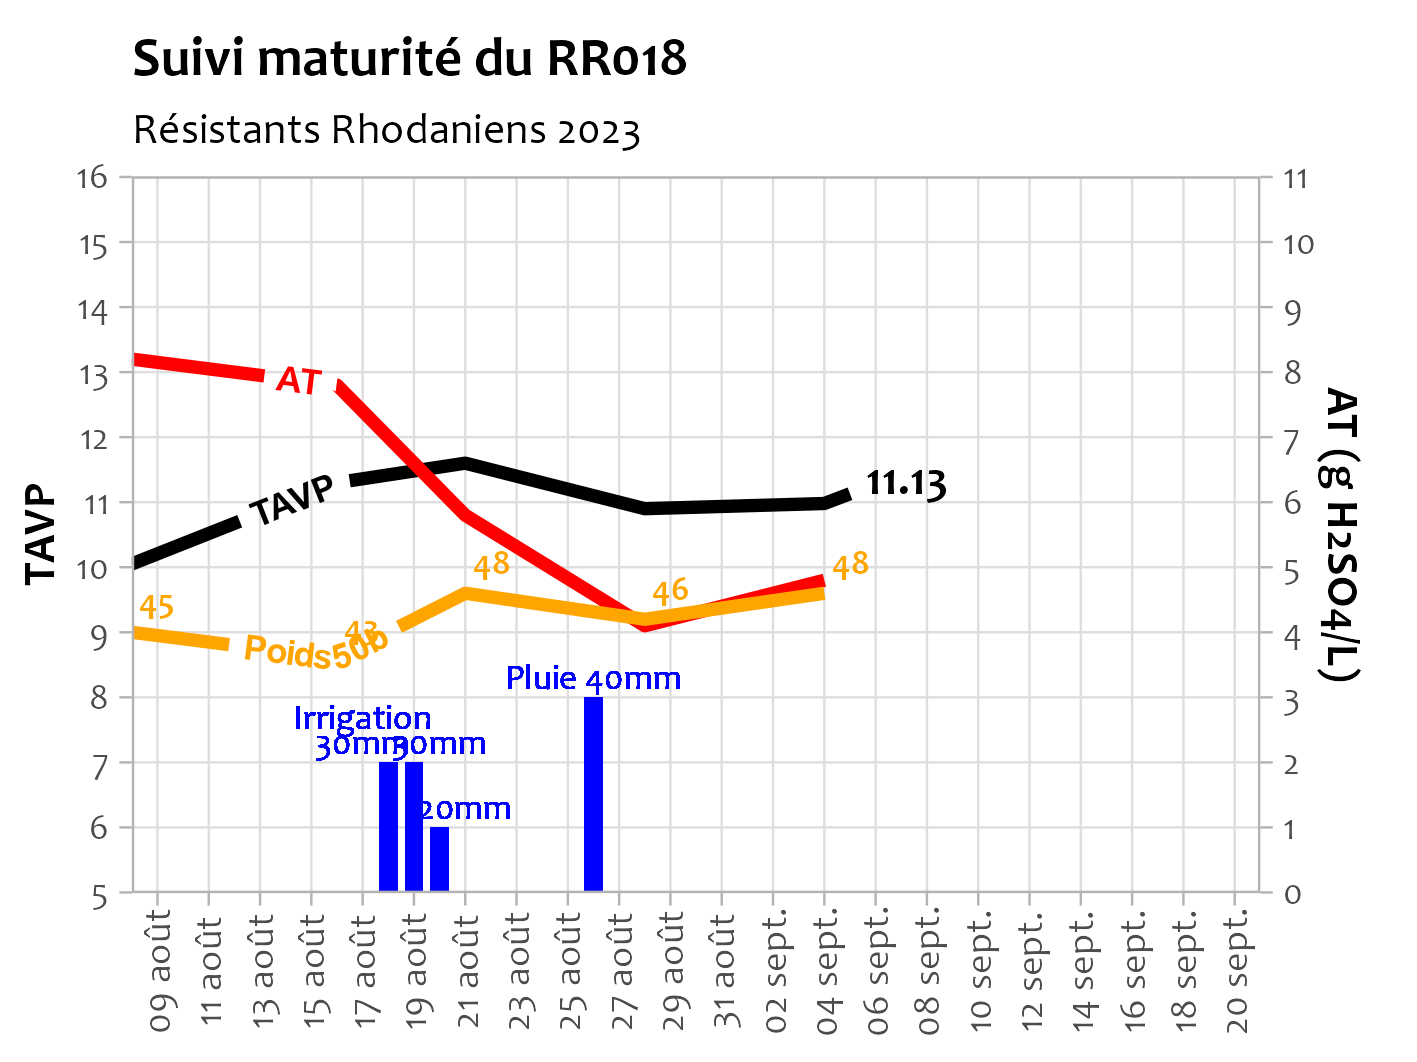 Suivi maturité du RR018
Résistants Rhodaniens 2023
TAVP
16
15
14
13
12
11
10
9
8
7
6
5
AT
TAVP
11.13
45
43
Poids50b
48
46
48
Pluie 40mm
Irrigation
30mm
30mm
20mm
11
10
9
8
7
6
5
4
3
2
1
0
AT (g H2SO4/L)
09 août
11 août
13 août
15 août
17 août
19 août
21 août
23 août
25 août
27 août
29 août
31 août
02 sept.
04 sept.
06 sept.
08 sept.
10 sept.
12 sept.
14 sept.
16 sept.
18 sept.
20 sept.